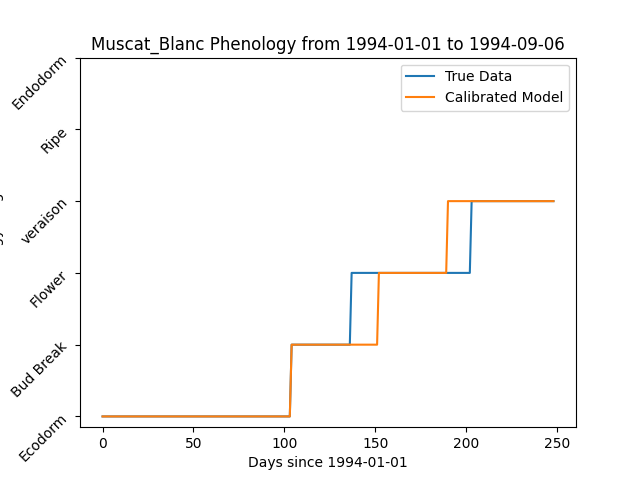 Muscat_Blanc Phenology from 1994-01-01 to 1994-09-06
True Data
Calibrated Model
Endodorm
Ripe
veraison
Flower
Bud Break
Ecodorm
0 50 100 150 200 250
Days since 1994-01-01